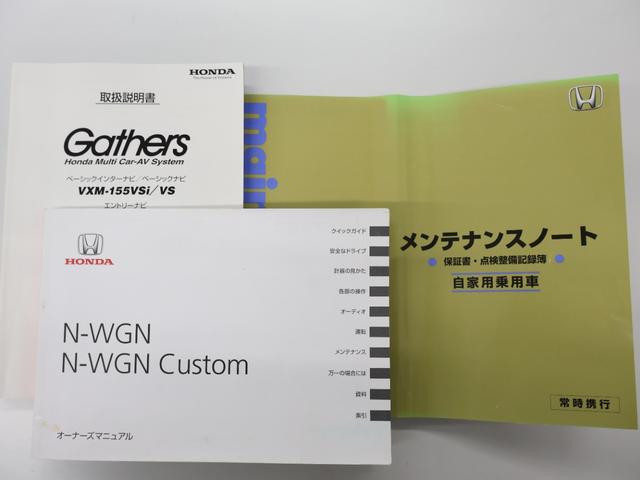 HONDA
The Power of Dreams
取扱説明書
Gathers
Honda Multi Car-AV System
ベーシックインターナビ/ベーシックナビ
VXM-155VSi/VS
エントリーナビ
main
メンテナンスノート
保証書・点検整備記録簿
自家用乗用車
常時携行
HONDA
N-WGN
N-WGN Custom
オーナーズマニュアル
クイックガイド
安全なドライブ
計器の見かた
各部の操作
オーディオ
運転
メンテナンス
万一の場合には
資料
索引